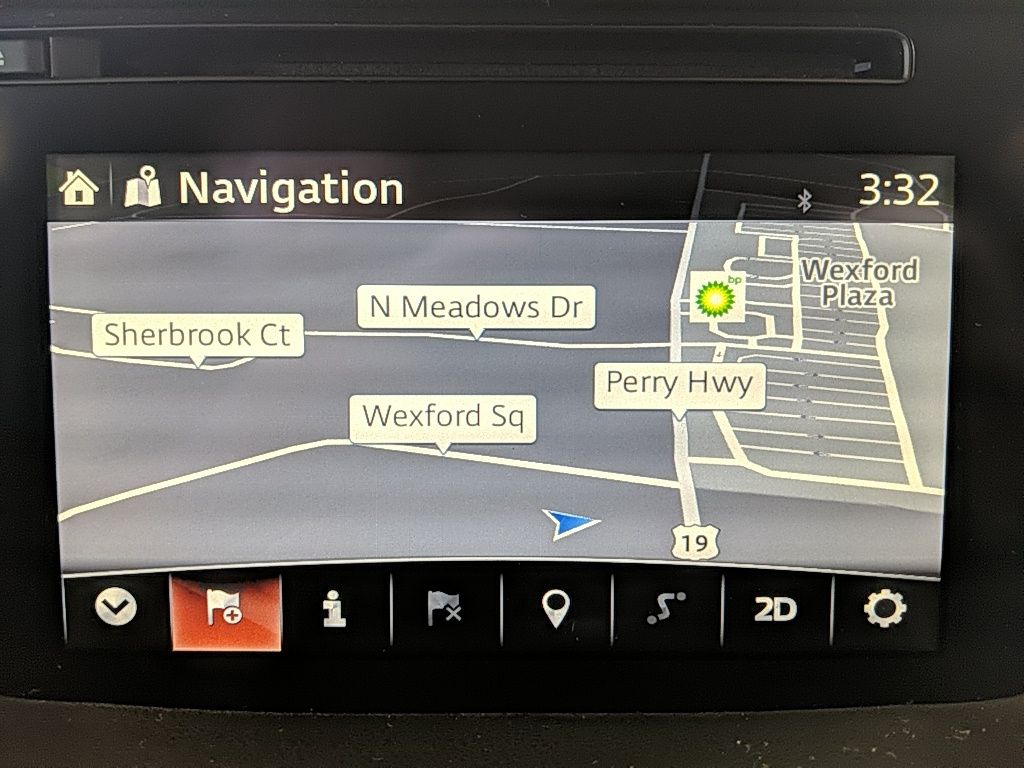 Navigation
3:32
bp
Wexford
Plaza
N Meadows Dr
Sherbrook Ct
Perry Hwy
Wexford Sq
19
2D